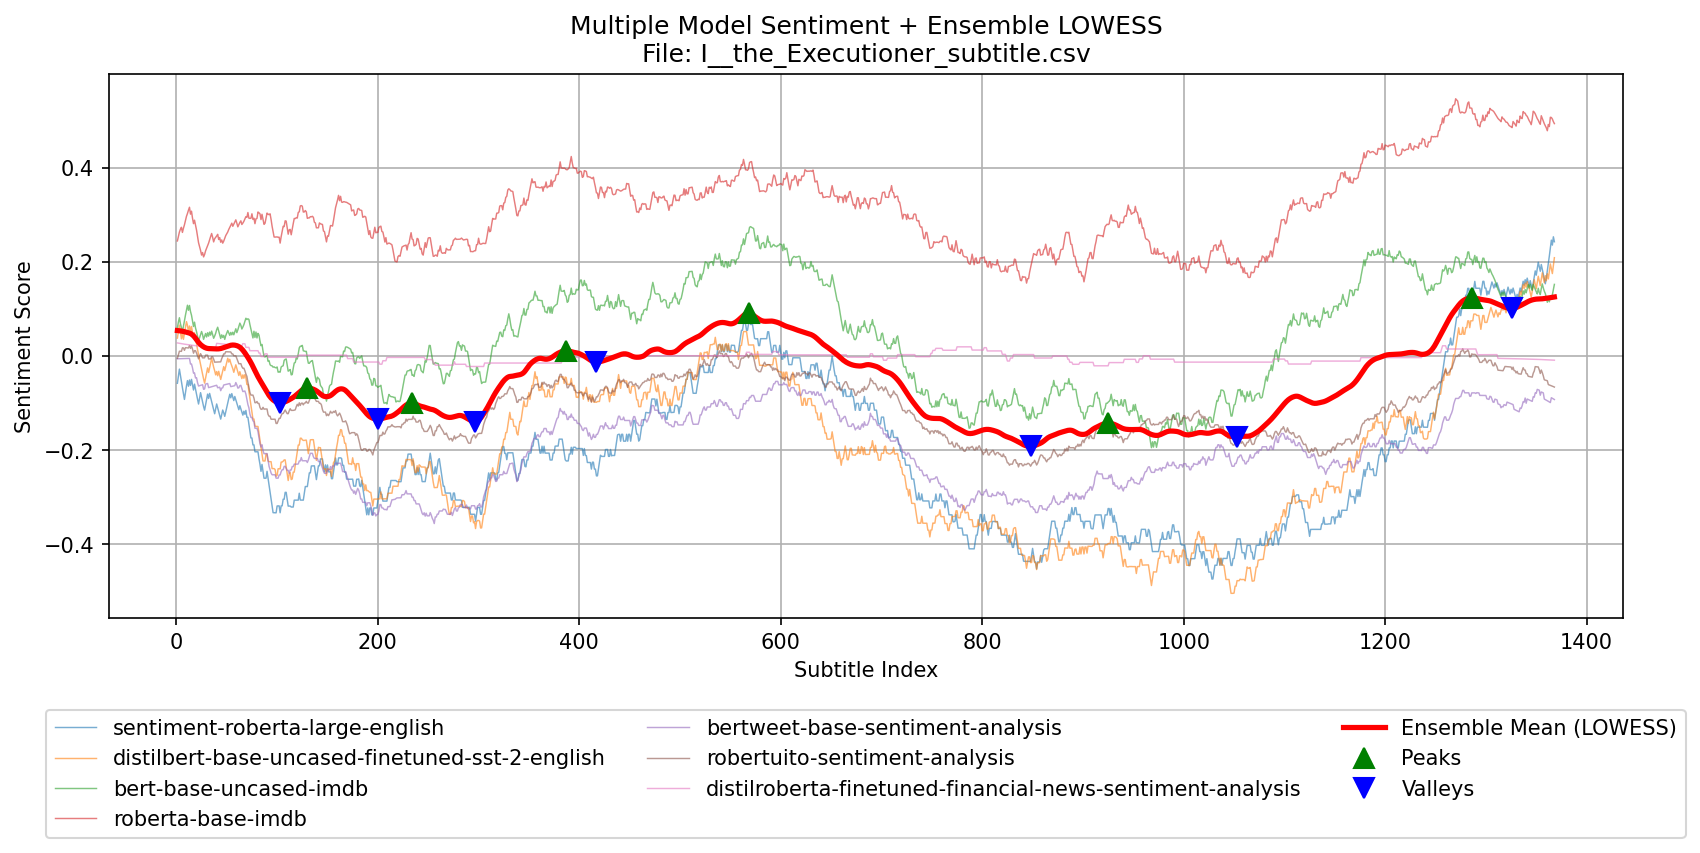 Multiple Model Sentiment + Ensemble LOWESS
File: I__the_Executioner_subtitle.csv
Sentiment Score
0.4
0.2
0.0
−0.2
−0.4
0 200 400 600 800 1000 1200 1400
Subtitle Index
sentiment-roberta-large-english
distilbert-base-uncased-finetuned-sst-2-english
bert-base-uncased-imdb
roberta-base-imdb
bertweet-base-sentiment-analysis
robertuito-sentiment-analysis
distilroberta-finetuned-financial-news-sentiment-analysis
Ensemble Mean (LOWESS)
Peaks
Valleys